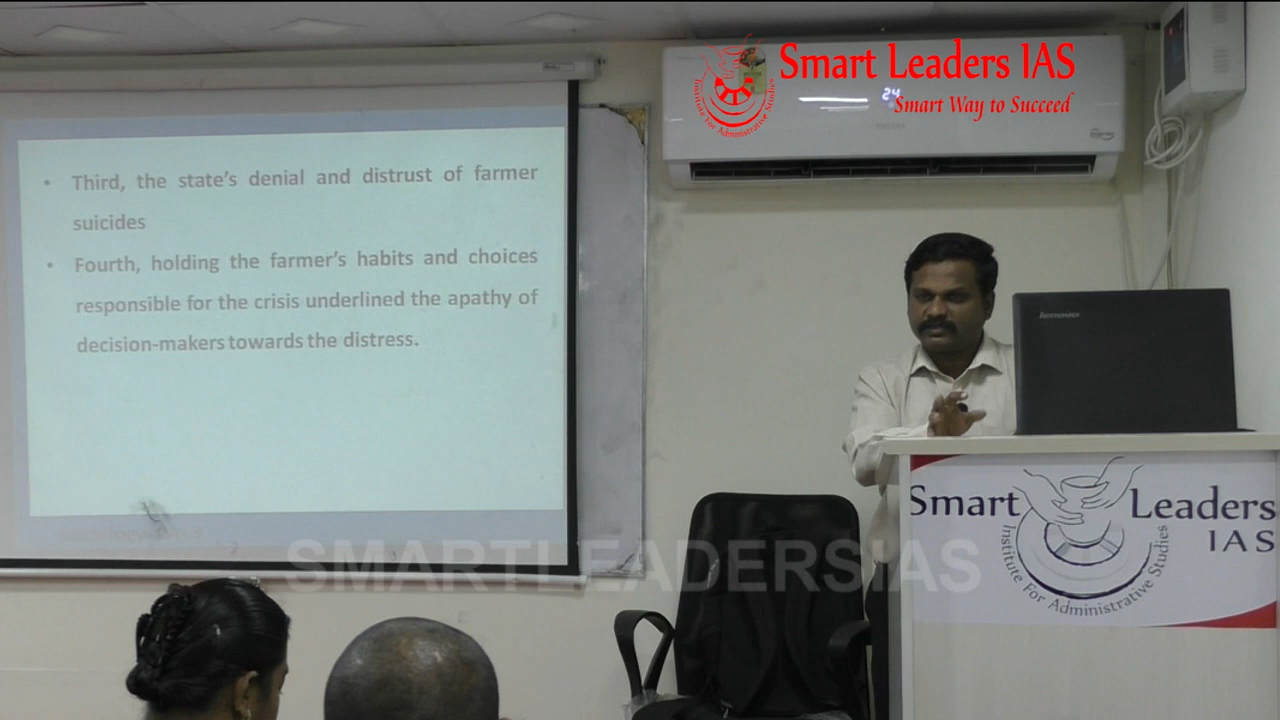 Smart Leaders IAS
Smart Way to Succeed
Institute For Administrative Studies
24
• Third, the state's denial and distrust of farmer
suicides
• Fourth, holding the farmer's habits and choices
responsible for the crisis underlined the apathy of
decision-makers towards the distress.
lenovo
Smart Leaders
IAS
Institute For Administrative Studies
SMARTLEADERSIAS